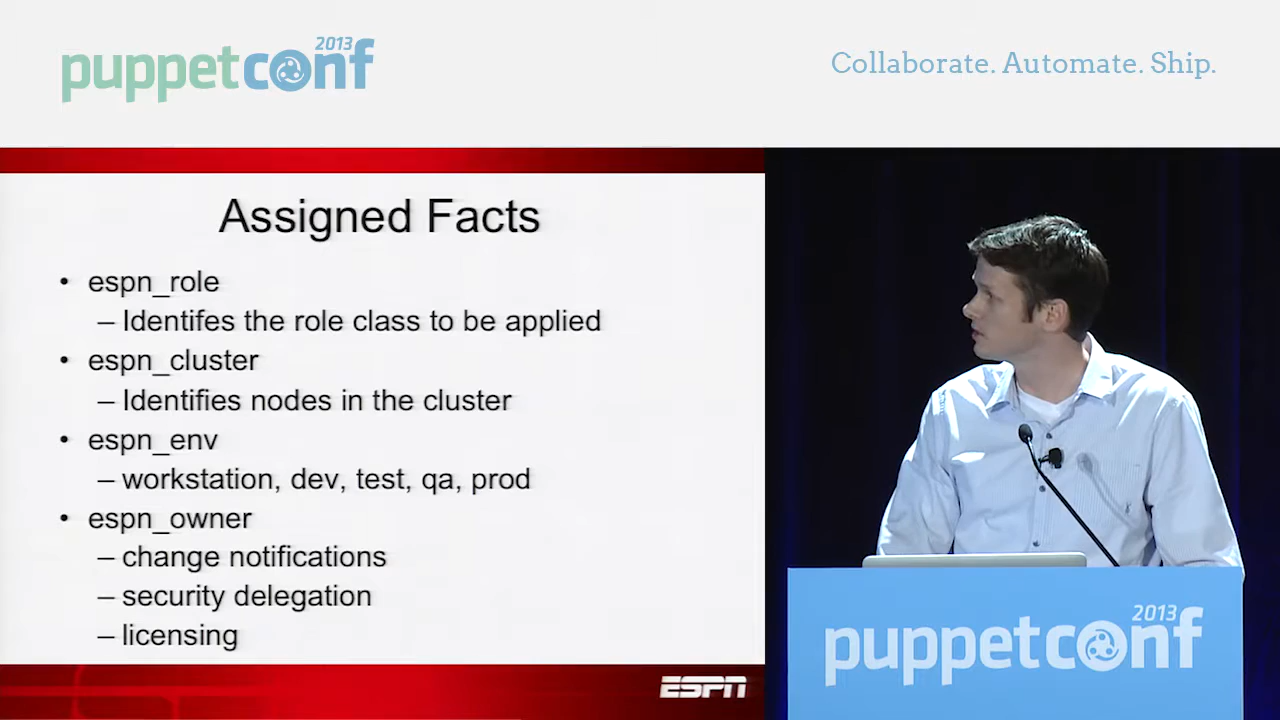 puppetconf 2013
Collaborate. Automate. Ship.
Assigned Facts
• espn_role
– Identifes the role class to be applied
• espn_cluster
– Identifies nodes in the cluster
• espn_env
– workstation, dev, test, qa, prod
• espn_owner
– change notifications
– security delegation
– licensing
ESPN
puppetconf 2013